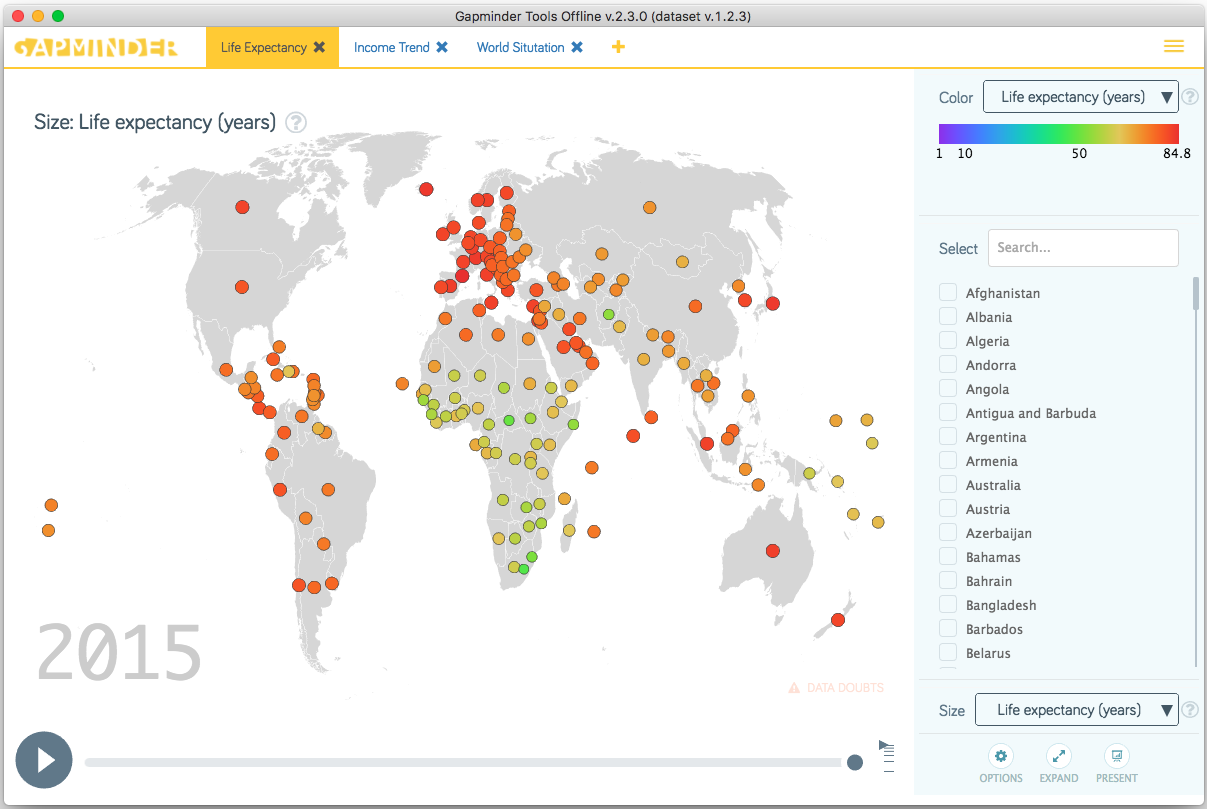 Gapminder Tools Offline v.2.3.0 (dataset v.1.2.3)
GAPMINDER
Life Expectancy
Income Trend
World Situtation
Size: Life expectancy (years) ?
2015
DATA DOUBTS
Color Life expectancy (years) ▼ ?
1 10 50 84.8
Select Search...
Afghanistan
Albania
Algeria
Andorra
Angola
Antigua and Barbuda
Argentina
Armenia
Australia
Austria
Azerbaijan
Bahamas
Bahrain
Bangladesh
Barbados
Belarus
Size Life expectancy (years) ▼ ?
OPTIONS EXPAND PRESENT